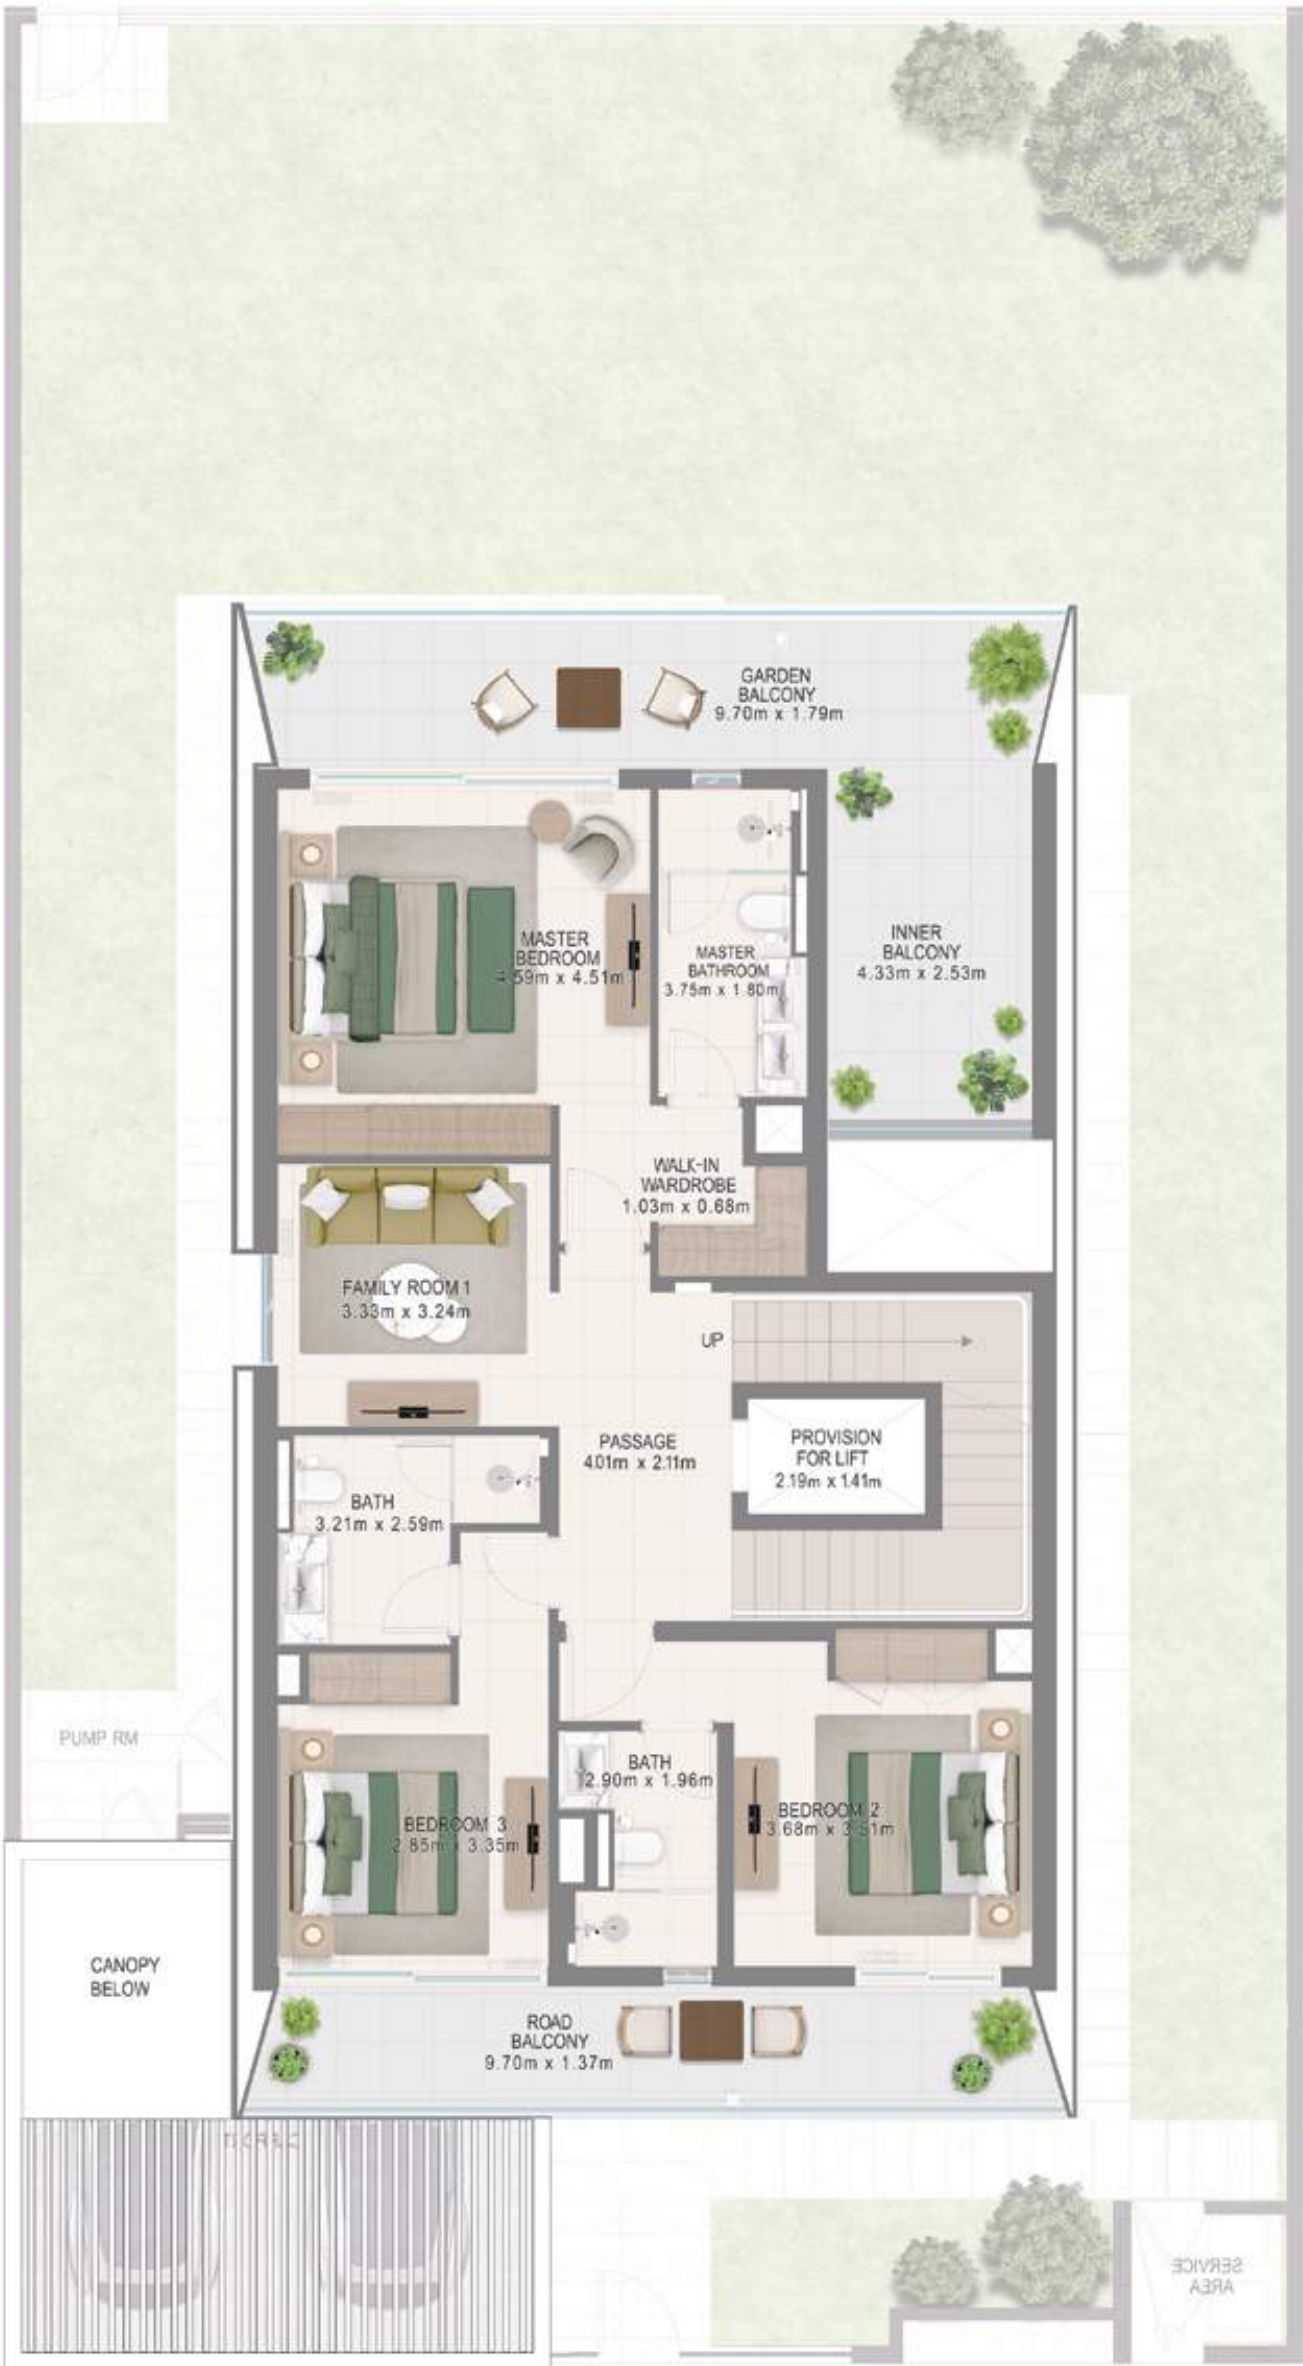 GARDEN
BALCONY
9.70m x 1.79m
MASTER
BEDROOM
4.59m x 4.51m
MASTER
BATHROOM
3.75m x 1.80m
INNER
BALCONY
4.33m x 2.53m
WALK-IN
WARDROBE
1.03m x 0.68m
FAMILY ROOM 1
3.33m x 3.24m
UP
PASSAGE
4.01m x 2.11m
PROVISION
FOR LIFT
2.19m x 1.41m
BATH
3.21m x 2.59m
PUMP RM
BATH
2.90m x 1.96m
BEDROOM 3
2.85m x 3.35m
BEDROOM 2
3.68m x 3.51m
CANOPY
BELOW
ROAD
BALCONY
9.70m x 1.37m
SERVICE
AREA